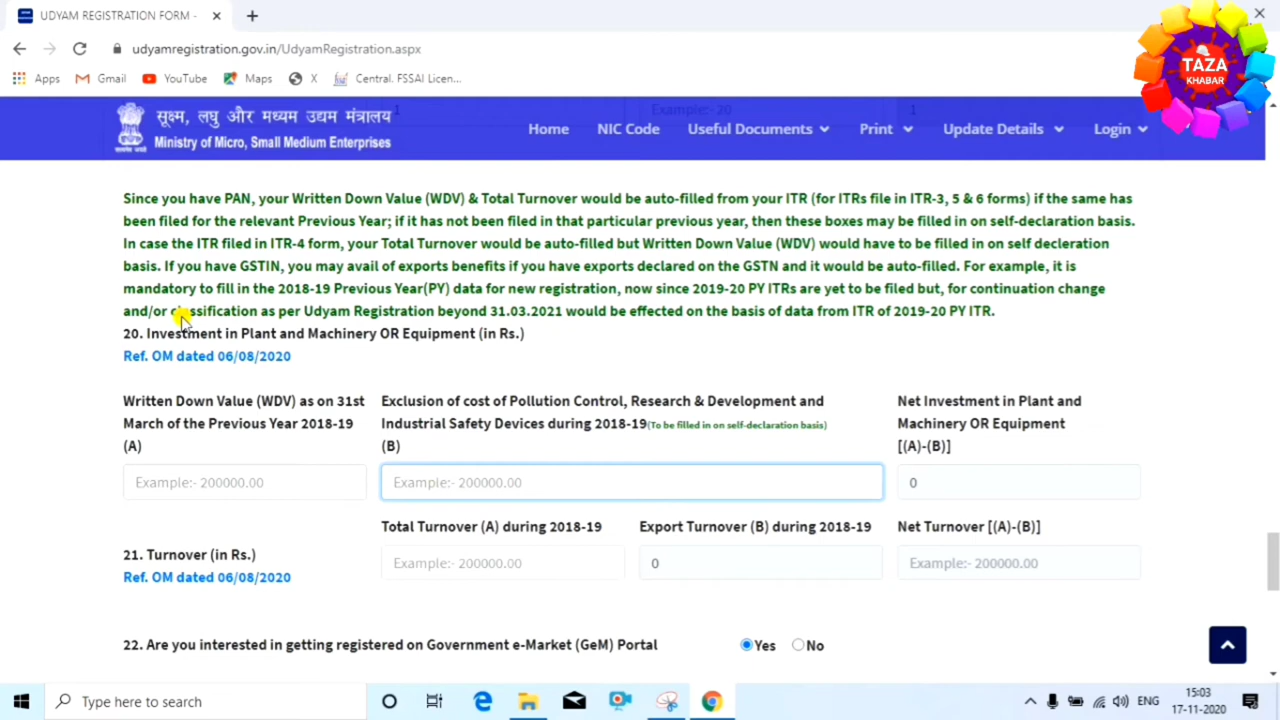 UDYAM REGISTRATION FORM -
udyamregistration.gov.in/UdyamRegistration.aspx
Apps Gmail YouTube Maps X Central. FSSAI Licen...
TAZA
KHABAR
1 Example:- 20 1
सूक्ष्म, लघु और मध्यम उद्यम मंत्रालय
Ministry of Micro, Small Medium Enterprises
Home NIC Code Useful Documents Print Update Details Login
Since you have PAN, your Written Down Value (WDV) & Total Turnover would be auto-filled from your ITR (for ITRs file in ITR-3, 5 & 6 forms) if the same has
been filed for the relevant Previous Year; if it has not been filed in that particular previous year, then these boxes may be filled in on self-declaration basis.
In case the ITR filed in ITR-4 form, your Total Turnover would be auto-filled but Written Down Value (WDV) would have to be filled in on self decleration
basis. If you have GSTIN, you may avail of exports benefits if you have exports declared on the GSTN and it would be auto-filled. For example, it is
mandatory to fill in the 2018-19 Previous Year(PY) data for new registration, now since 2019-20 PY ITRs are yet to be filed but, for continuation change
and/or classification as per Udyam Registration beyond 31.03.2021 would be effected on the basis of data from ITR of 2019-20 PY ITR.
20. Investment in Plant and Machinery OR Equipment (in Rs.)
Ref. OM dated 06/08/2020
Written Down Value (WDV) as on 31st
March of the Previous Year 2018-19
(A)
Exclusion of cost of Pollution Control, Research & Development and
Industrial Safety Devices during 2018-19(To be filled in on self-declaration basis)
(B)
Net Investment in Plant and
Machinery OR Equipment
[(A)-(B)]
Example:- 200000.00
Example:- 200000.00
0
21. Turnover (in Rs.)
Ref. OM dated 06/08/2020
Total Turnover (A) during 2018-19
Example:- 200000.00
Export Turnover (B) during 2018-19
0
Net Turnover [(A)-(B)]
Example:- 200000.00
22. Are you interested in getting registered on Government e-Market (GeM) Portal Yes No
Type here to search
ENG
15:03
17-11-2020